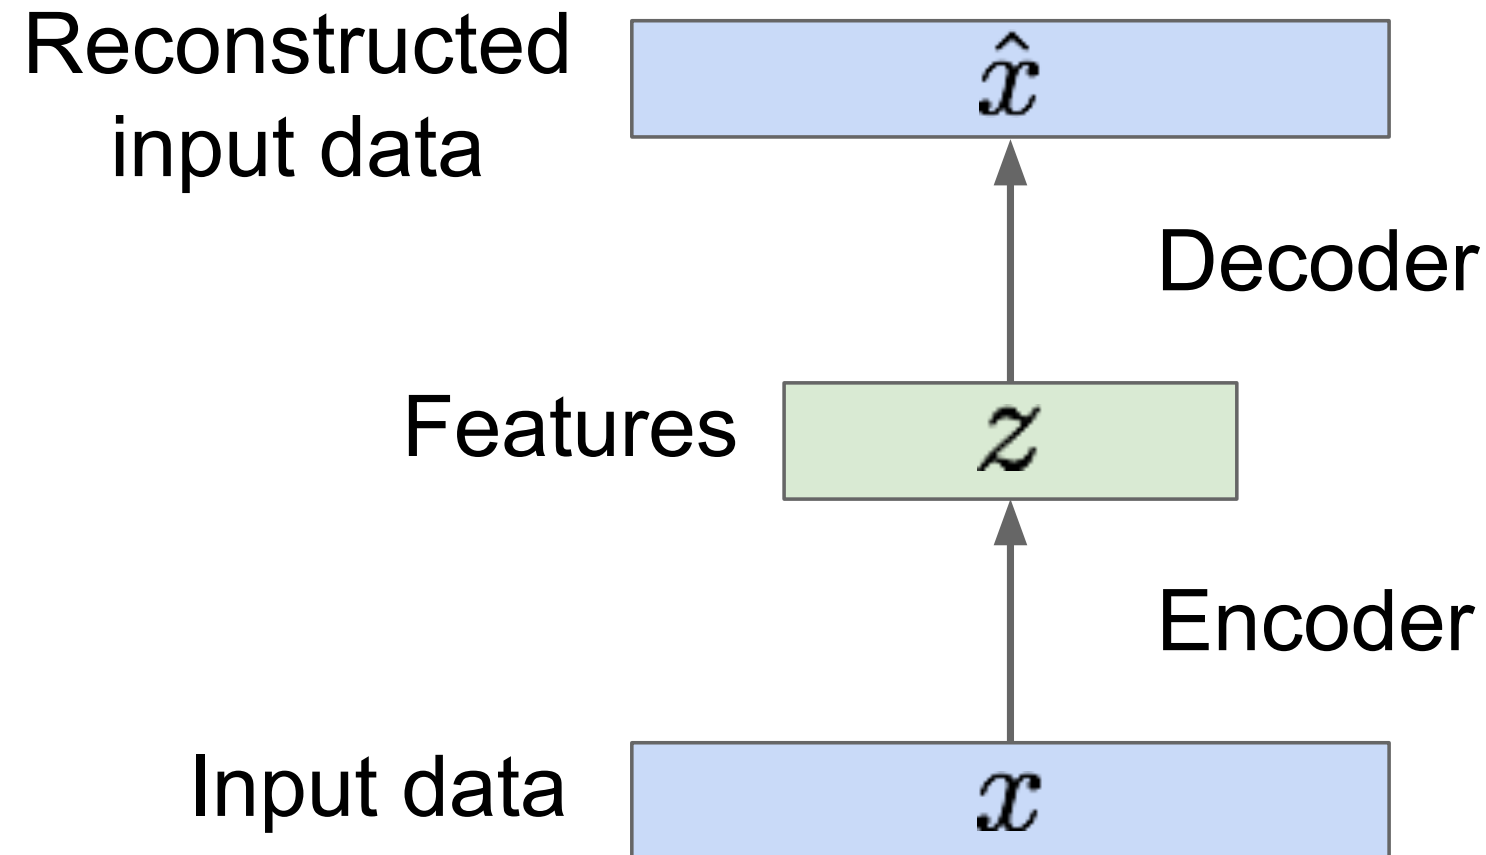 Reconstructed
input data
x̂
Decoder
Features
z
Encoder
Input data
x